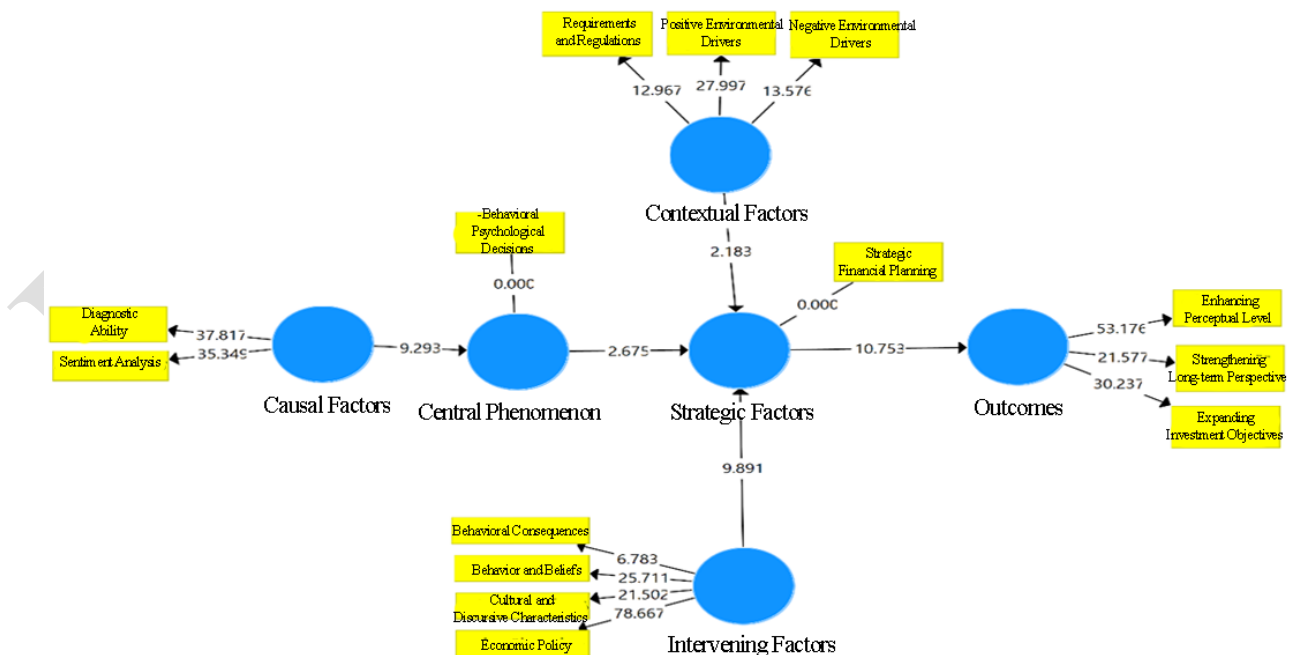 Requirements
and Regulations
Positive Environmental
Drivers
Negative Environmental
Drivers
12.967
27.997
13.576
Contextual Factors
2.183
-Behavioral
Psychological
Decisions
0.000
Strategic
Financial Planning
0.000
Diagnostic
Ability
Sentiment Analysis
37.817
35.349
Causal Factors
9.293
Central Phenomenon
2.675
Strategic Factors
10.753
Outcomes
53.176
21.577
30.237
Enhancing
Perceptual Level
Strengthening
Long-term Perspective
Expanding
Investment Objectives
9.891
Behavioral Consequences
Behavior and Beliefs
Cultural and
Discursive Characteristics
Economic Policy
6.783
25.711
21.502
78.667
Intervening Factors